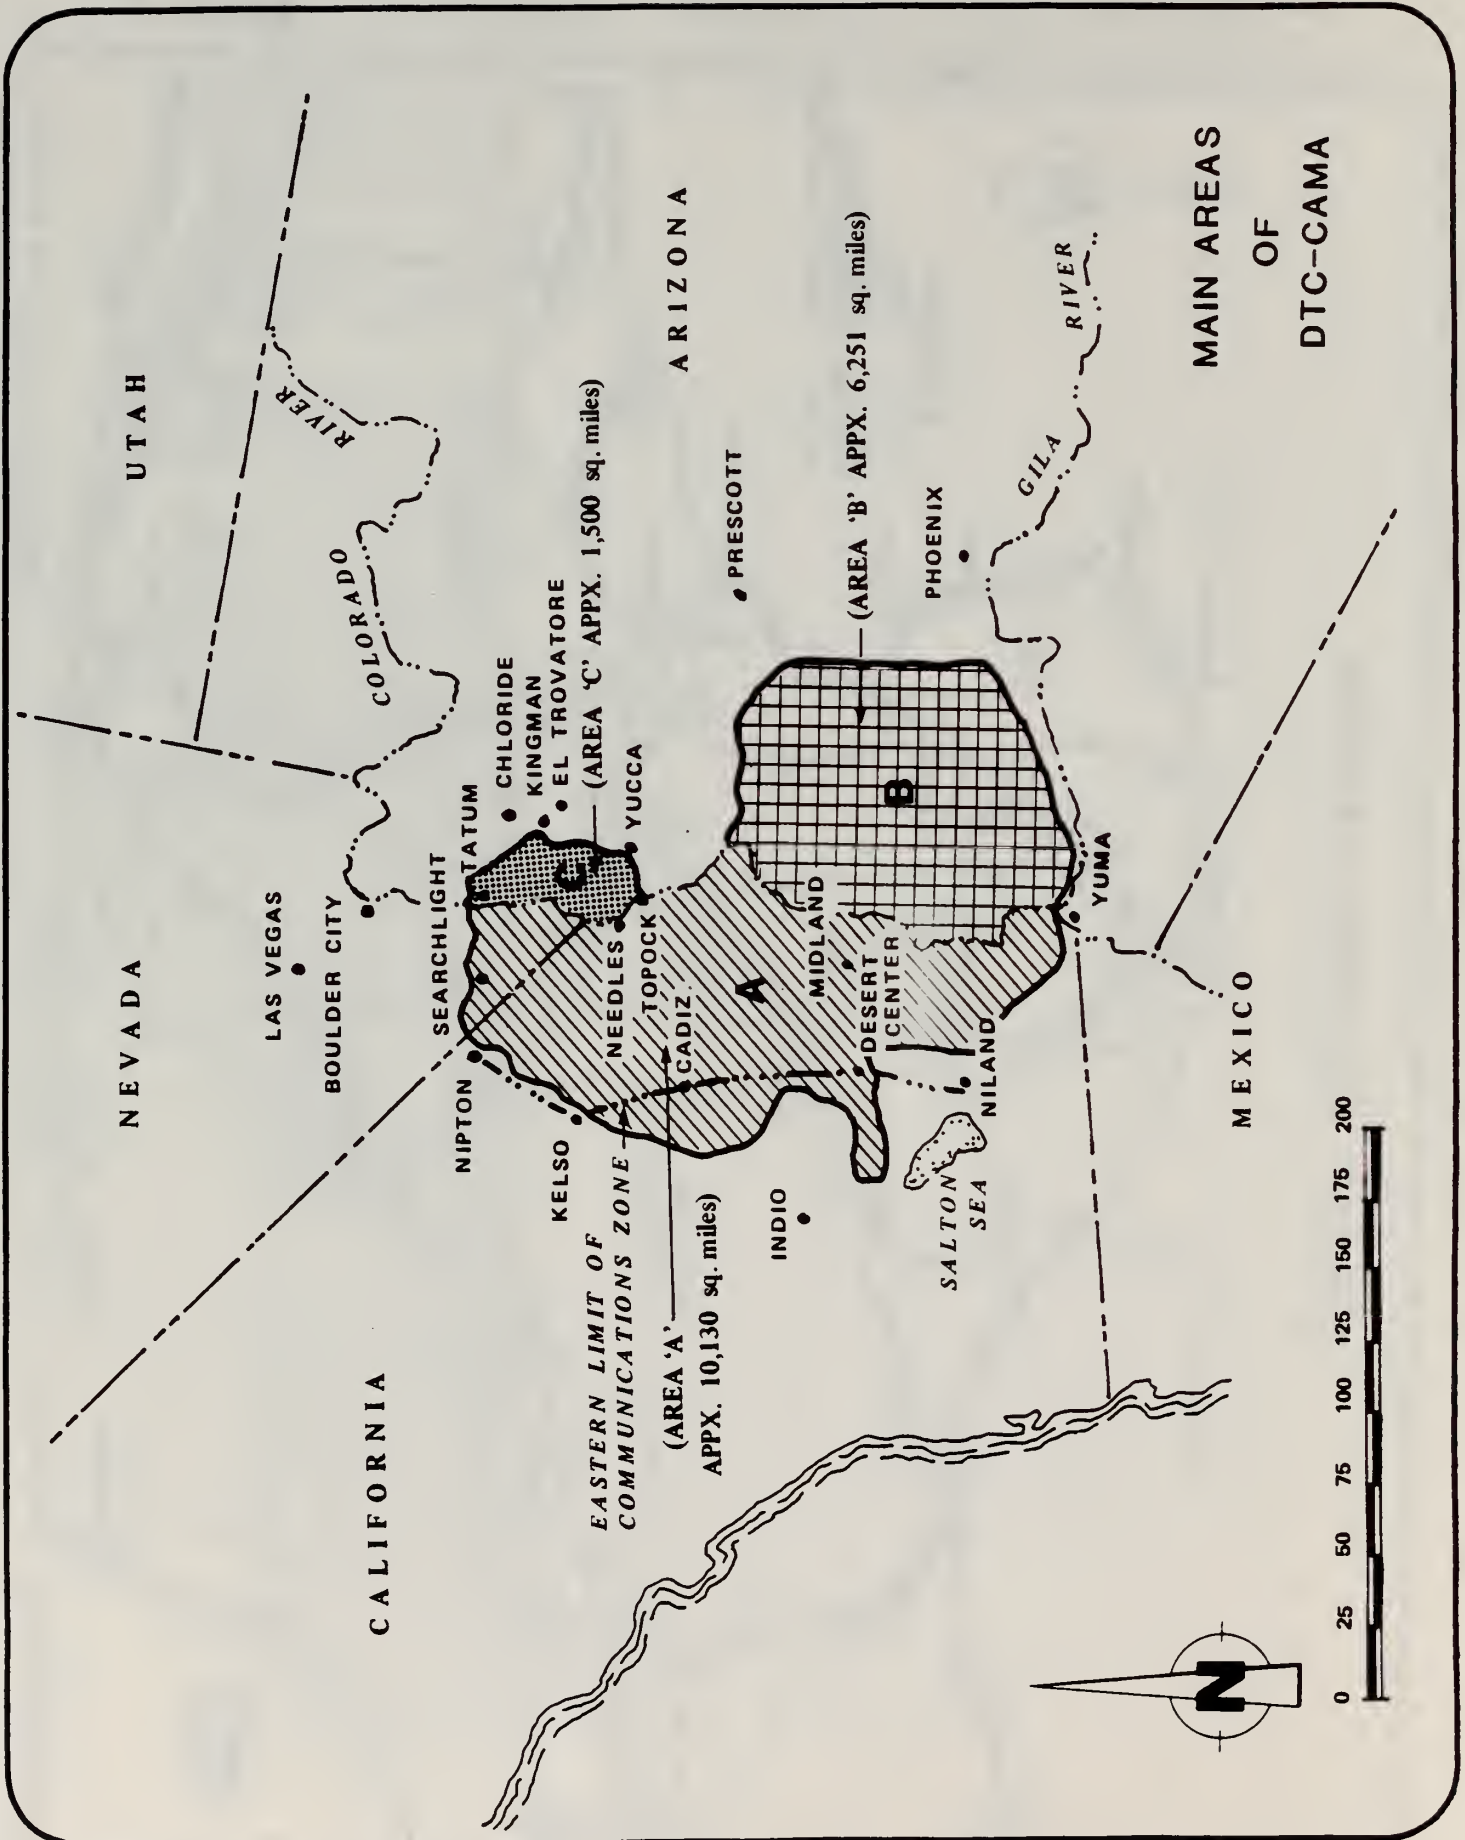 NEVADA
UTAH
LAS VEGAS
BOULDER CITY
COLORADO
RIVER
CALIFORNIA
SEARCHLIGHT
TATUM
NIPTON
CHLORIDE
KINGMAN
EL TROVATORE
KELSO
C
(AREA 'C' APPX. 1,500 sq. miles)
EASTERN LIMIT OF
COMMUNICATIONS ZONE
NEEDLES
YUCCA
TOPOCK
ARIZONA
(AREA 'A'
APPX. 10,130 sq. miles)
CADIZ
PRESCOTT
A
INDIO
MIDLAND
(AREA 'B' APPX. 6,251 sq. miles)
DESERT
CENTER
B
PHOENIX
SALTON
SEA
NILAND
GILA
RIVER
YUMA
MEXICO
MAIN AREAS
OF
DTC-CAMA
N
0 25 50 75 100 125 150 175 200